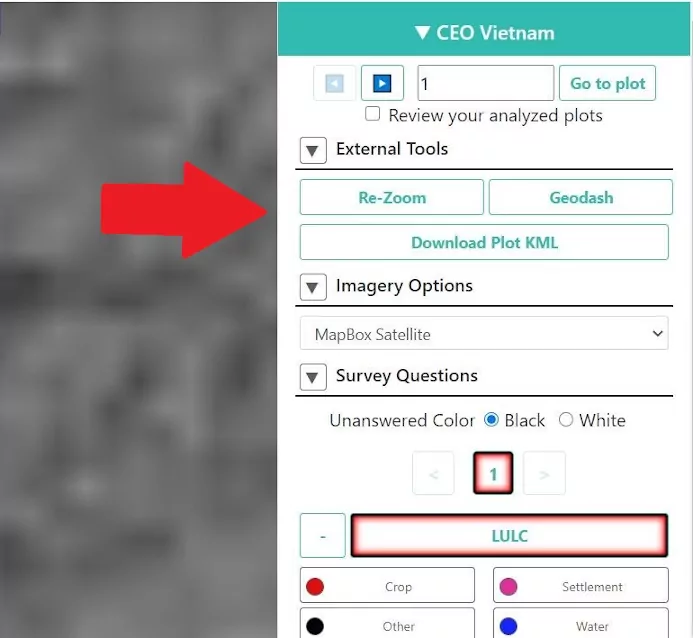 ▼ CEO Vietnam
1 Go to plot
Review your analyzed plots
▼ External Tools
Re-Zoom Geodash
Download Plot KML
▼ Imagery Options
MapBox Satellite
▼ Survey Questions
Unanswered Color Black White
< 1 >
- LULC
Crop Settlement
Other Water